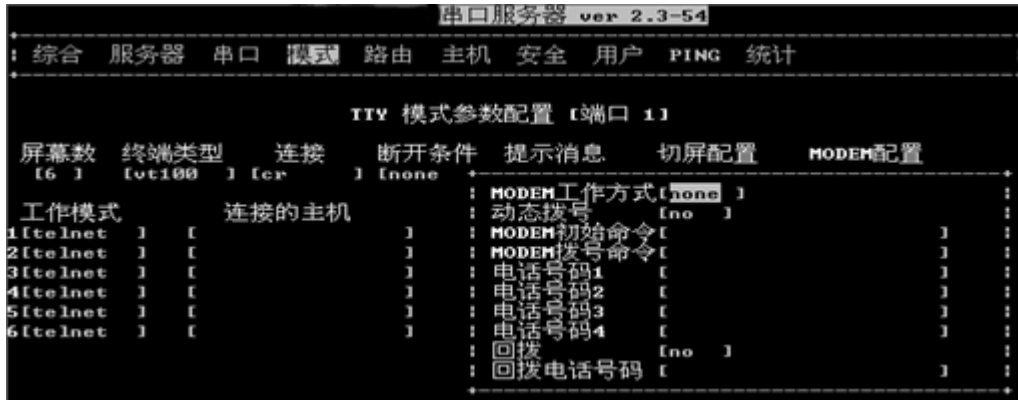 串口服务器 ver 2.3-54
综合 服务器 串口 模式 路由 主机 安全 用户 PING 统计
TTY 模式参数配置 [端口 1]
屏幕数 终端类型 连接 断开条件 提示消息 切屏配置 MODEM配置
[6 ] [vt100 ] [cr ] [none
MODEM工作方式[none ]
工作模式 连接的主机 动态拨号 [no ]
1[telnet ] [ ] MODEM初始命令[ ]
2[telnet ] [ ] MODEM拨号命令[ ]
3[telnet ] [ ] 电话号码1 [ ]
4[telnet ] [ ] 电话号码2 [ ]
5[telnet ] [ ] 电话号码3 [ ]
6[telnet ] [ ] 电话号码4 [ ]
回拨 [no ]
回拨电话号码 [ ]